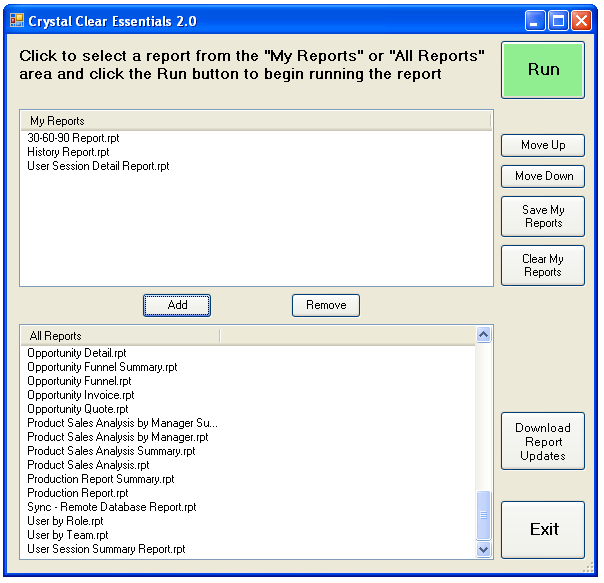 Crystal Clear Essentials 2.0
Click to select a report from the "My Reports" or "All Reports"
area and click the Run button to begin running the report
Run
My Reports
30-60-90 Report.rpt
History Report.rpt
User Session Detail Report.rpt
Move Up
Move Down
Save My
Reports
Clear My
Reports
Add
Remove
All Reports
Opportunity Detail.rpt
Opportunity Funnel Summary.rpt
Opportunity Funnel.rpt
Opportunity Invoice.rpt
Opportunity Quote.rpt
Product Sales Analysis by Manager Su...
Product Sales Analysis by Manager.rpt
Product Sales Analysis Summary.rpt
Product Sales Analysis.rpt
Production Report Summary.rpt
Production Report.rpt
Sync - Remote Database Report.rpt
User by Role.rpt
User by Team.rpt
User Session Summary Report.rpt
Download
Report
Updates
Exit